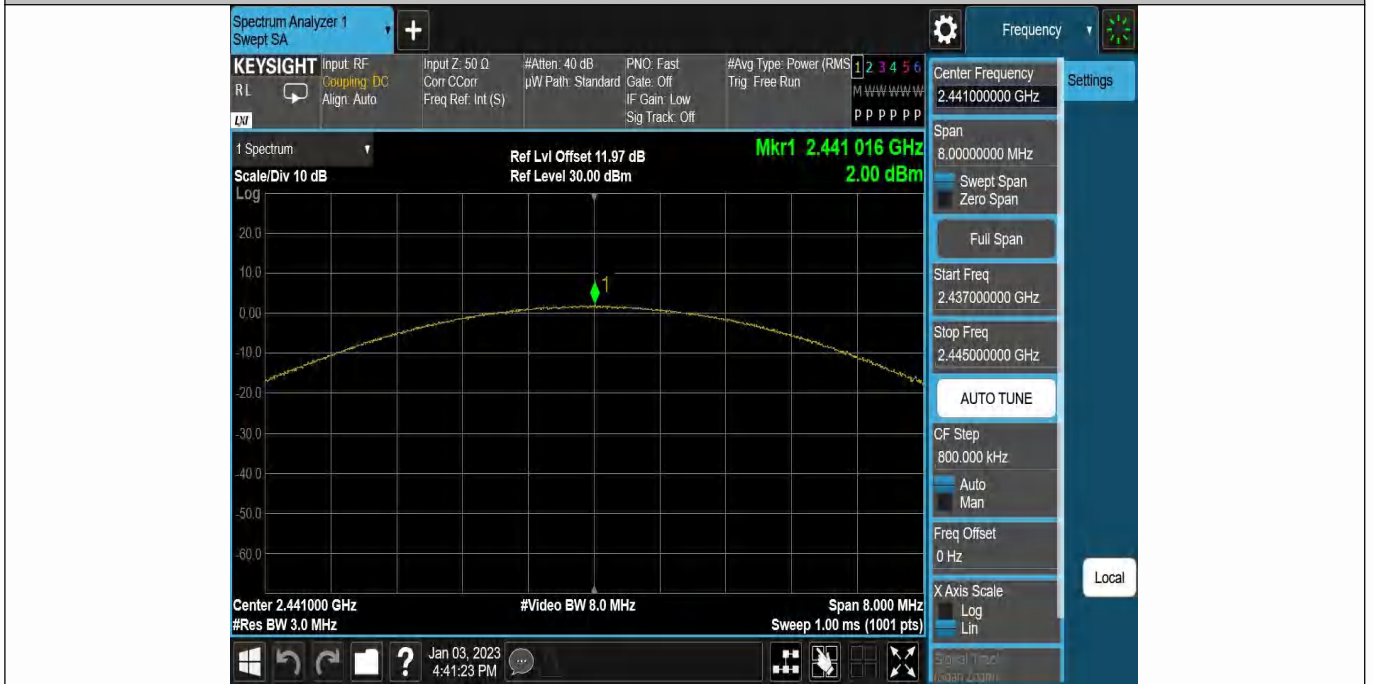 Spectrum Analyzer 1
Swept SA
+
Frequency
KEYSIGHT
RL
LXI
Input: RF
Coupling: DC
Align: Auto
Input Z: 50 Ω
Corr CCorr
Freq Ref: Int (S)
#Atten: 40 dB
µW Path: Standard
PNO: Fast
Gate: Off
IF Gain: Low
Sig Track: Off
#Avg Type: Power (RMS
Trig: Free Run
1 2 3 4 5 6
M W W W W W
P P P P P P
1 Spectrum
Scale/Div 10 dB
Log
Ref Lvl Offset 11.97 dB
Ref Level 30.00 dBm
Mkr1 2.441 016 GHz
2.00 dBm
20.0
10.0
0.00
-10.0
-20.0
-30.0
-40.0
-50.0
-60.0
1
Center 2.441000 GHz
#Res BW 3.0 MHz
#Video BW 8.0 MHz
Span 8.000 MHz
Sweep 1.00 ms (1001 pts)
Center Frequency
2.441000000 GHz
Settings
Span
8.00000000 MHz
Swept Span
Zero Span
Full Span
Start Freq
2.437000000 GHz
Stop Freq
2.445000000 GHz
AUTO TUNE
CF Step
800.000 kHz
Auto
Man
Freq Offset
0 Hz
X Axis Scale
Log
Lin
Signal Track
(Span Zoom)
Local
?
Jan 03, 2023
4:41:23 PM